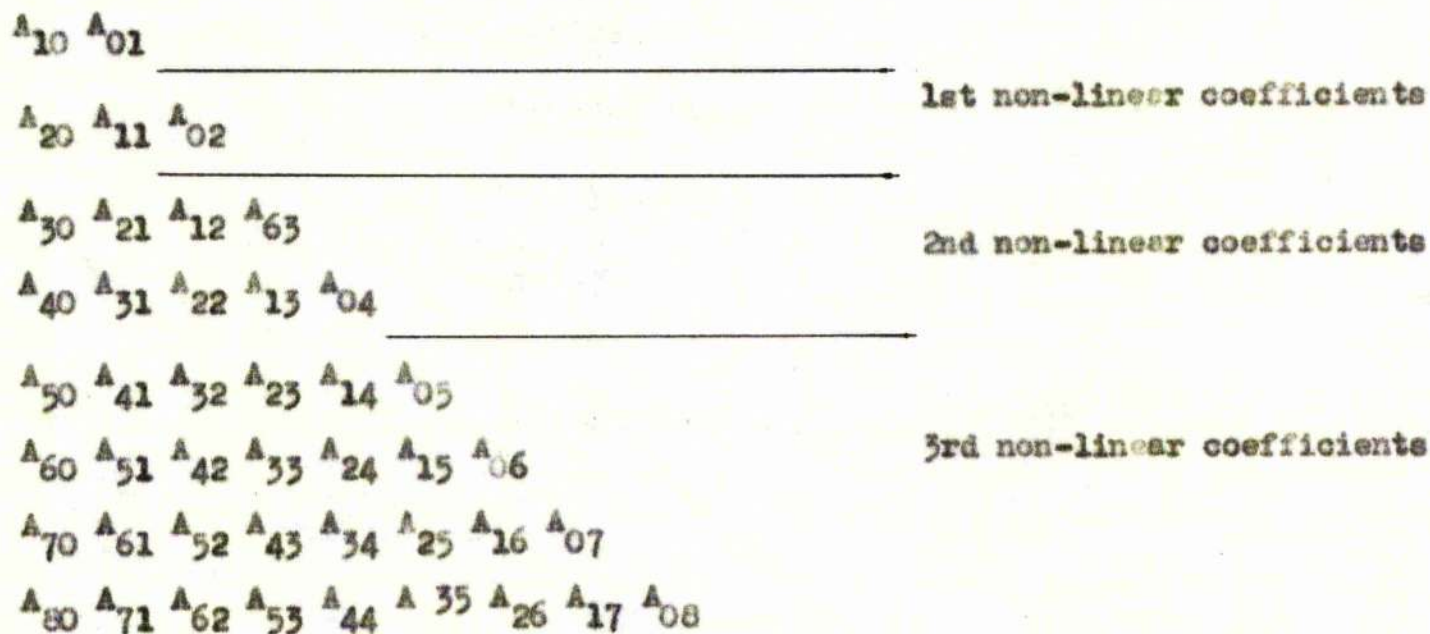 A10 A01
1st non-linear coefficients
A20 A11 A02
A30 A21 A12 A63
2nd non-linear coefficients
A40 A31 A22 A13 A04
A50 A41 A32 A23 A14 A05
A60 A51 A42 A33 A24 A15 A06
3rd non-linear coefficients
A70 A61 A52 A43 A34 A25 A16 A07
A80 A71 A62 A53 A44 A 35 A26 A17 A08